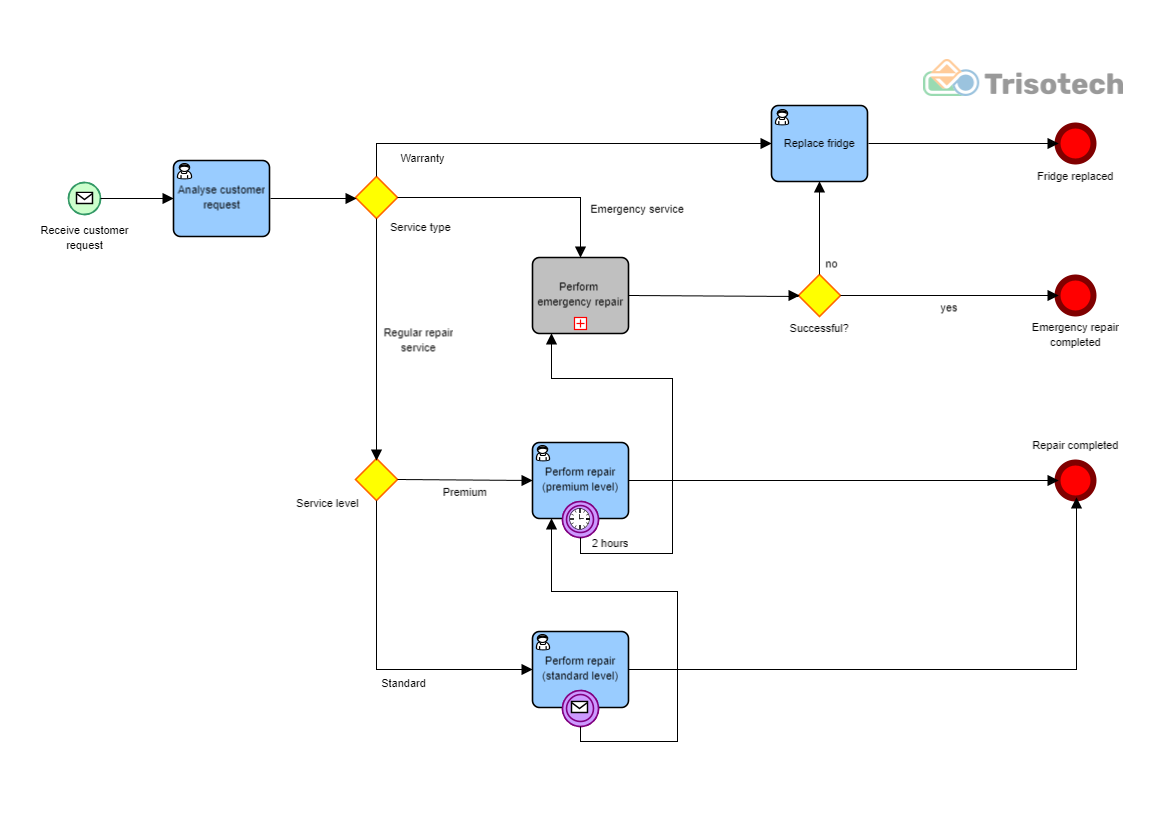 Trisotech
Warranty
Replace fridge
Fridge replaced
Analyse customer
request
Receive customer
request
Service type
Emergency service
no
Perform
emergency repair
yes
Successful?
Emergency repair
completed
Regular repair
service
Repair completed
Perform repair
(premium level)
Premium
Service level
2 hours
Perform repair
(standard level)
Standard